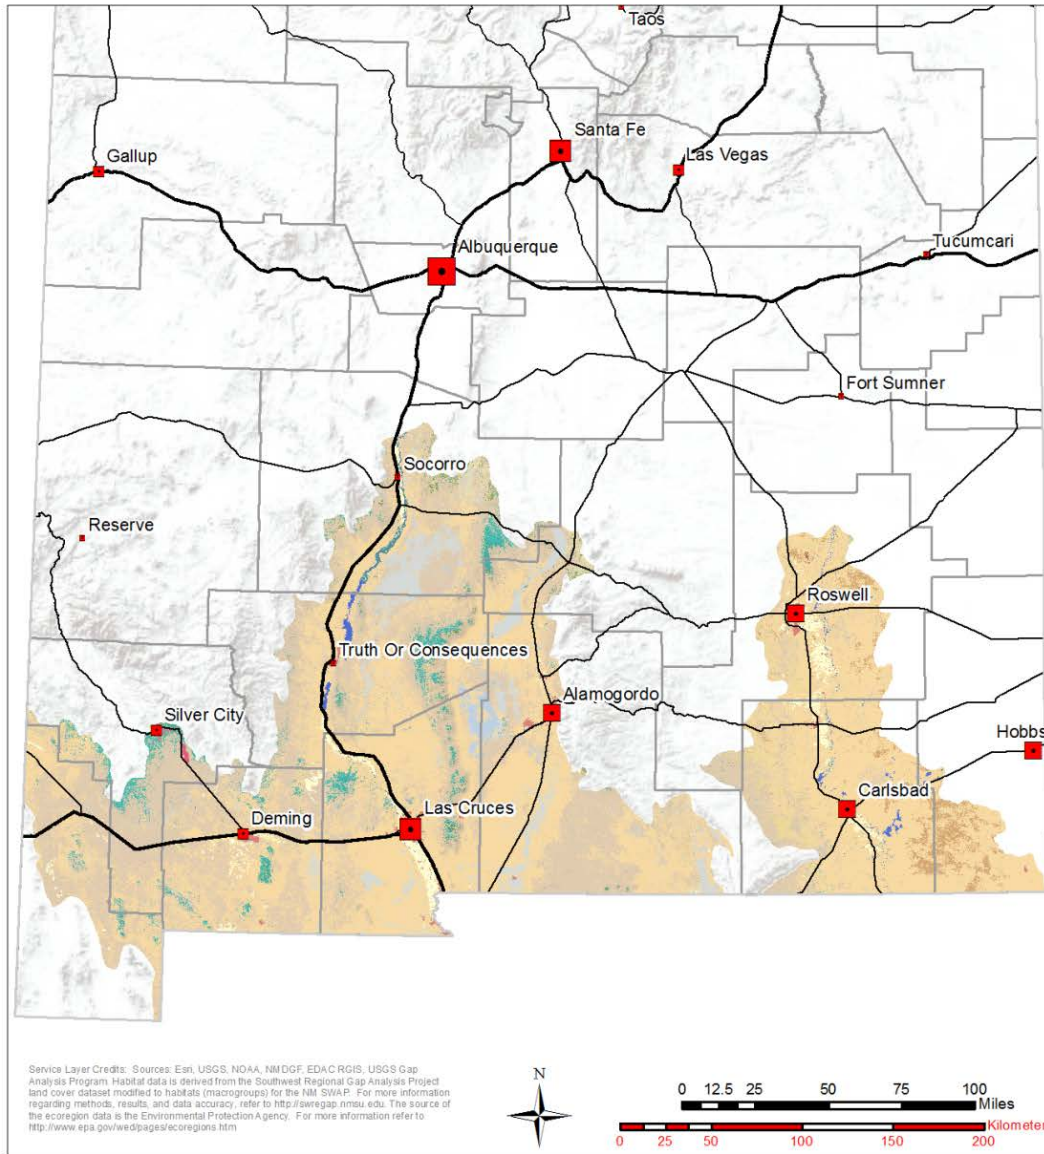 Taos
Santa Fe
Gallup
Las Vegas
Albuquerque
Tucumcari
Fort Sumner
Socorro
Reserve
Roswell
Truth Or Consequences
Alamogordo
Silver City
Hobbs
Carlsbad
Las Cruces
Deming
Service Layer Credits: Sources: Esri, USGS, NOAA, NMDGF, EDAC RGIS, USGS Gap
Analysis Program. Habitat data is derived from the Southwest Regional Gap Analysis Project
land cover dataset modified to habitats (macrogroups) for the NM SWAP. For more information
regarding methods, results, and data accuracy, refer to http://swregap.nmsu.edu. The source of
the ecoregion data is the Environmental Protection Agency. For more information refer to
http://www.epa.gov/wed/pages/ecoregions.htm
N
0 12.5 25 50 75 100
Miles
Kilometer
0 25 50 100 150 200